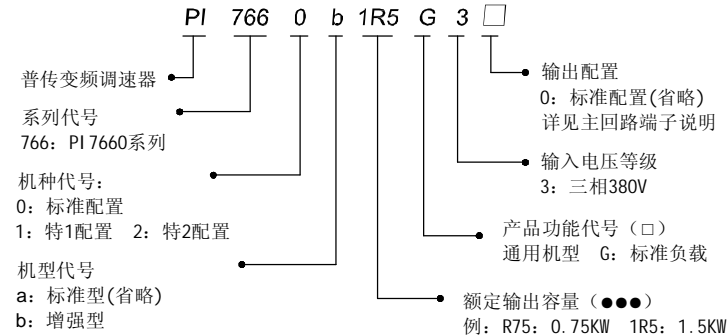 PI 766 0 b 1R5 G 3 □
普传变频调速器
系列代号
766：PI7660系列
机种代号：
0：标准配置
1：特1配置 2：特2配置
机型代号
a：标准型(省略)
b：增强型
输出配置
0：标准配置(省略)
详见主回路端子说明
输入电压等级
3：三相380V
产品功能代号（□）
通用机型 G：标准负载
额定输出容量（●●●）
例：R75：0.75KW 1R5：1.5KW